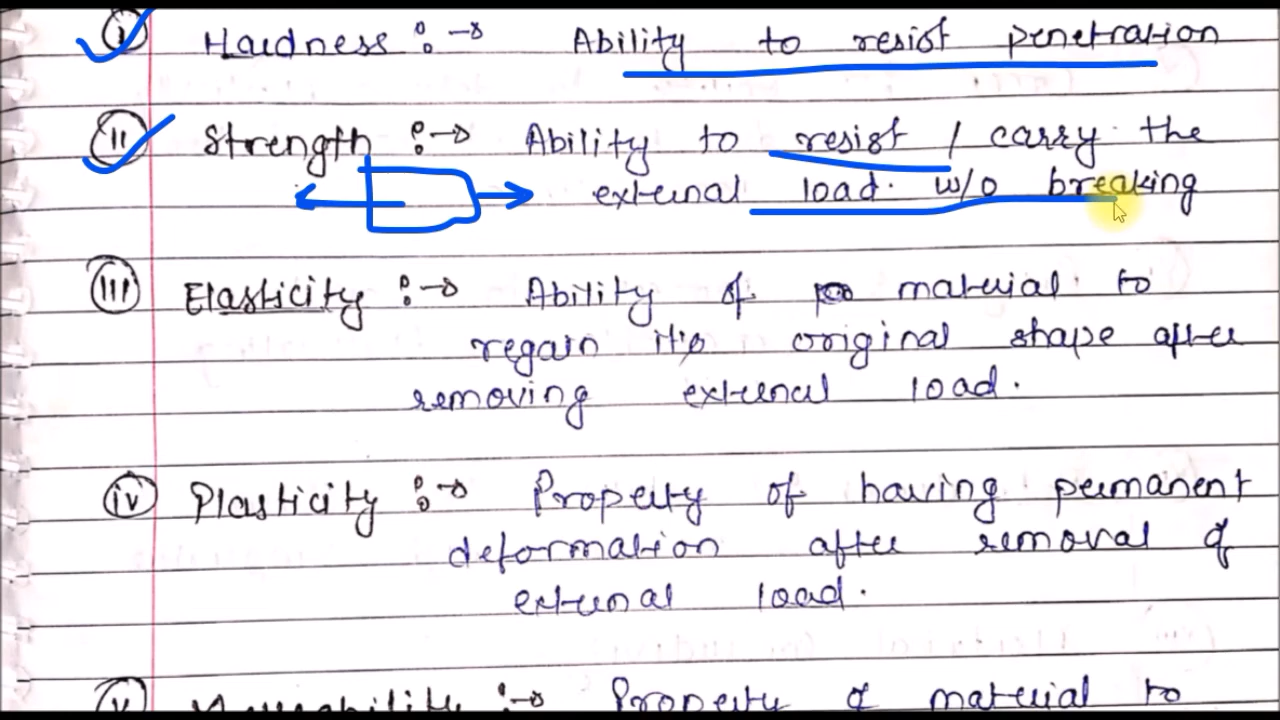 (i) Hardness :→ Ability to resist penetration
(ii) Strength :→ Ability to resist / carry the
external load. w/o breaking
(iii) Elasticity :→ Ability of material to
regain it's original shape after
removing external load.
(iv) Plasticity :→ Property of having permanent
deformation after removal of
external load.
(v) :→ Property of material to